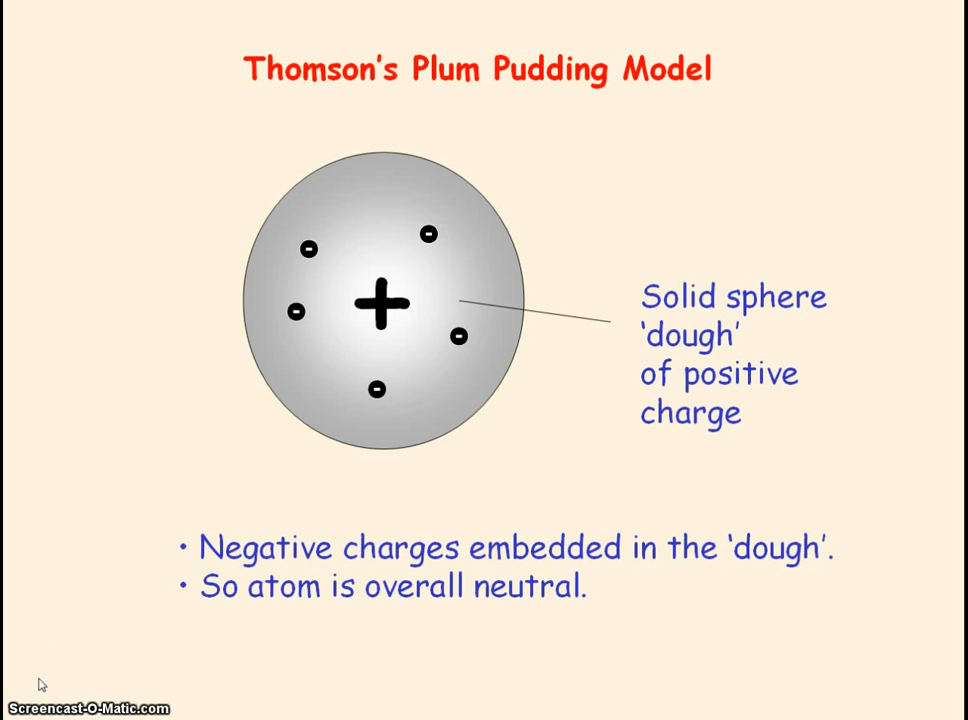 Thomson's Plum Pudding Model
Solid sphere
'dough'
of positive
charge
• Negative charges embedded in the 'dough'.
• So atom is overall neutral.
Screencast-O-Matic.com